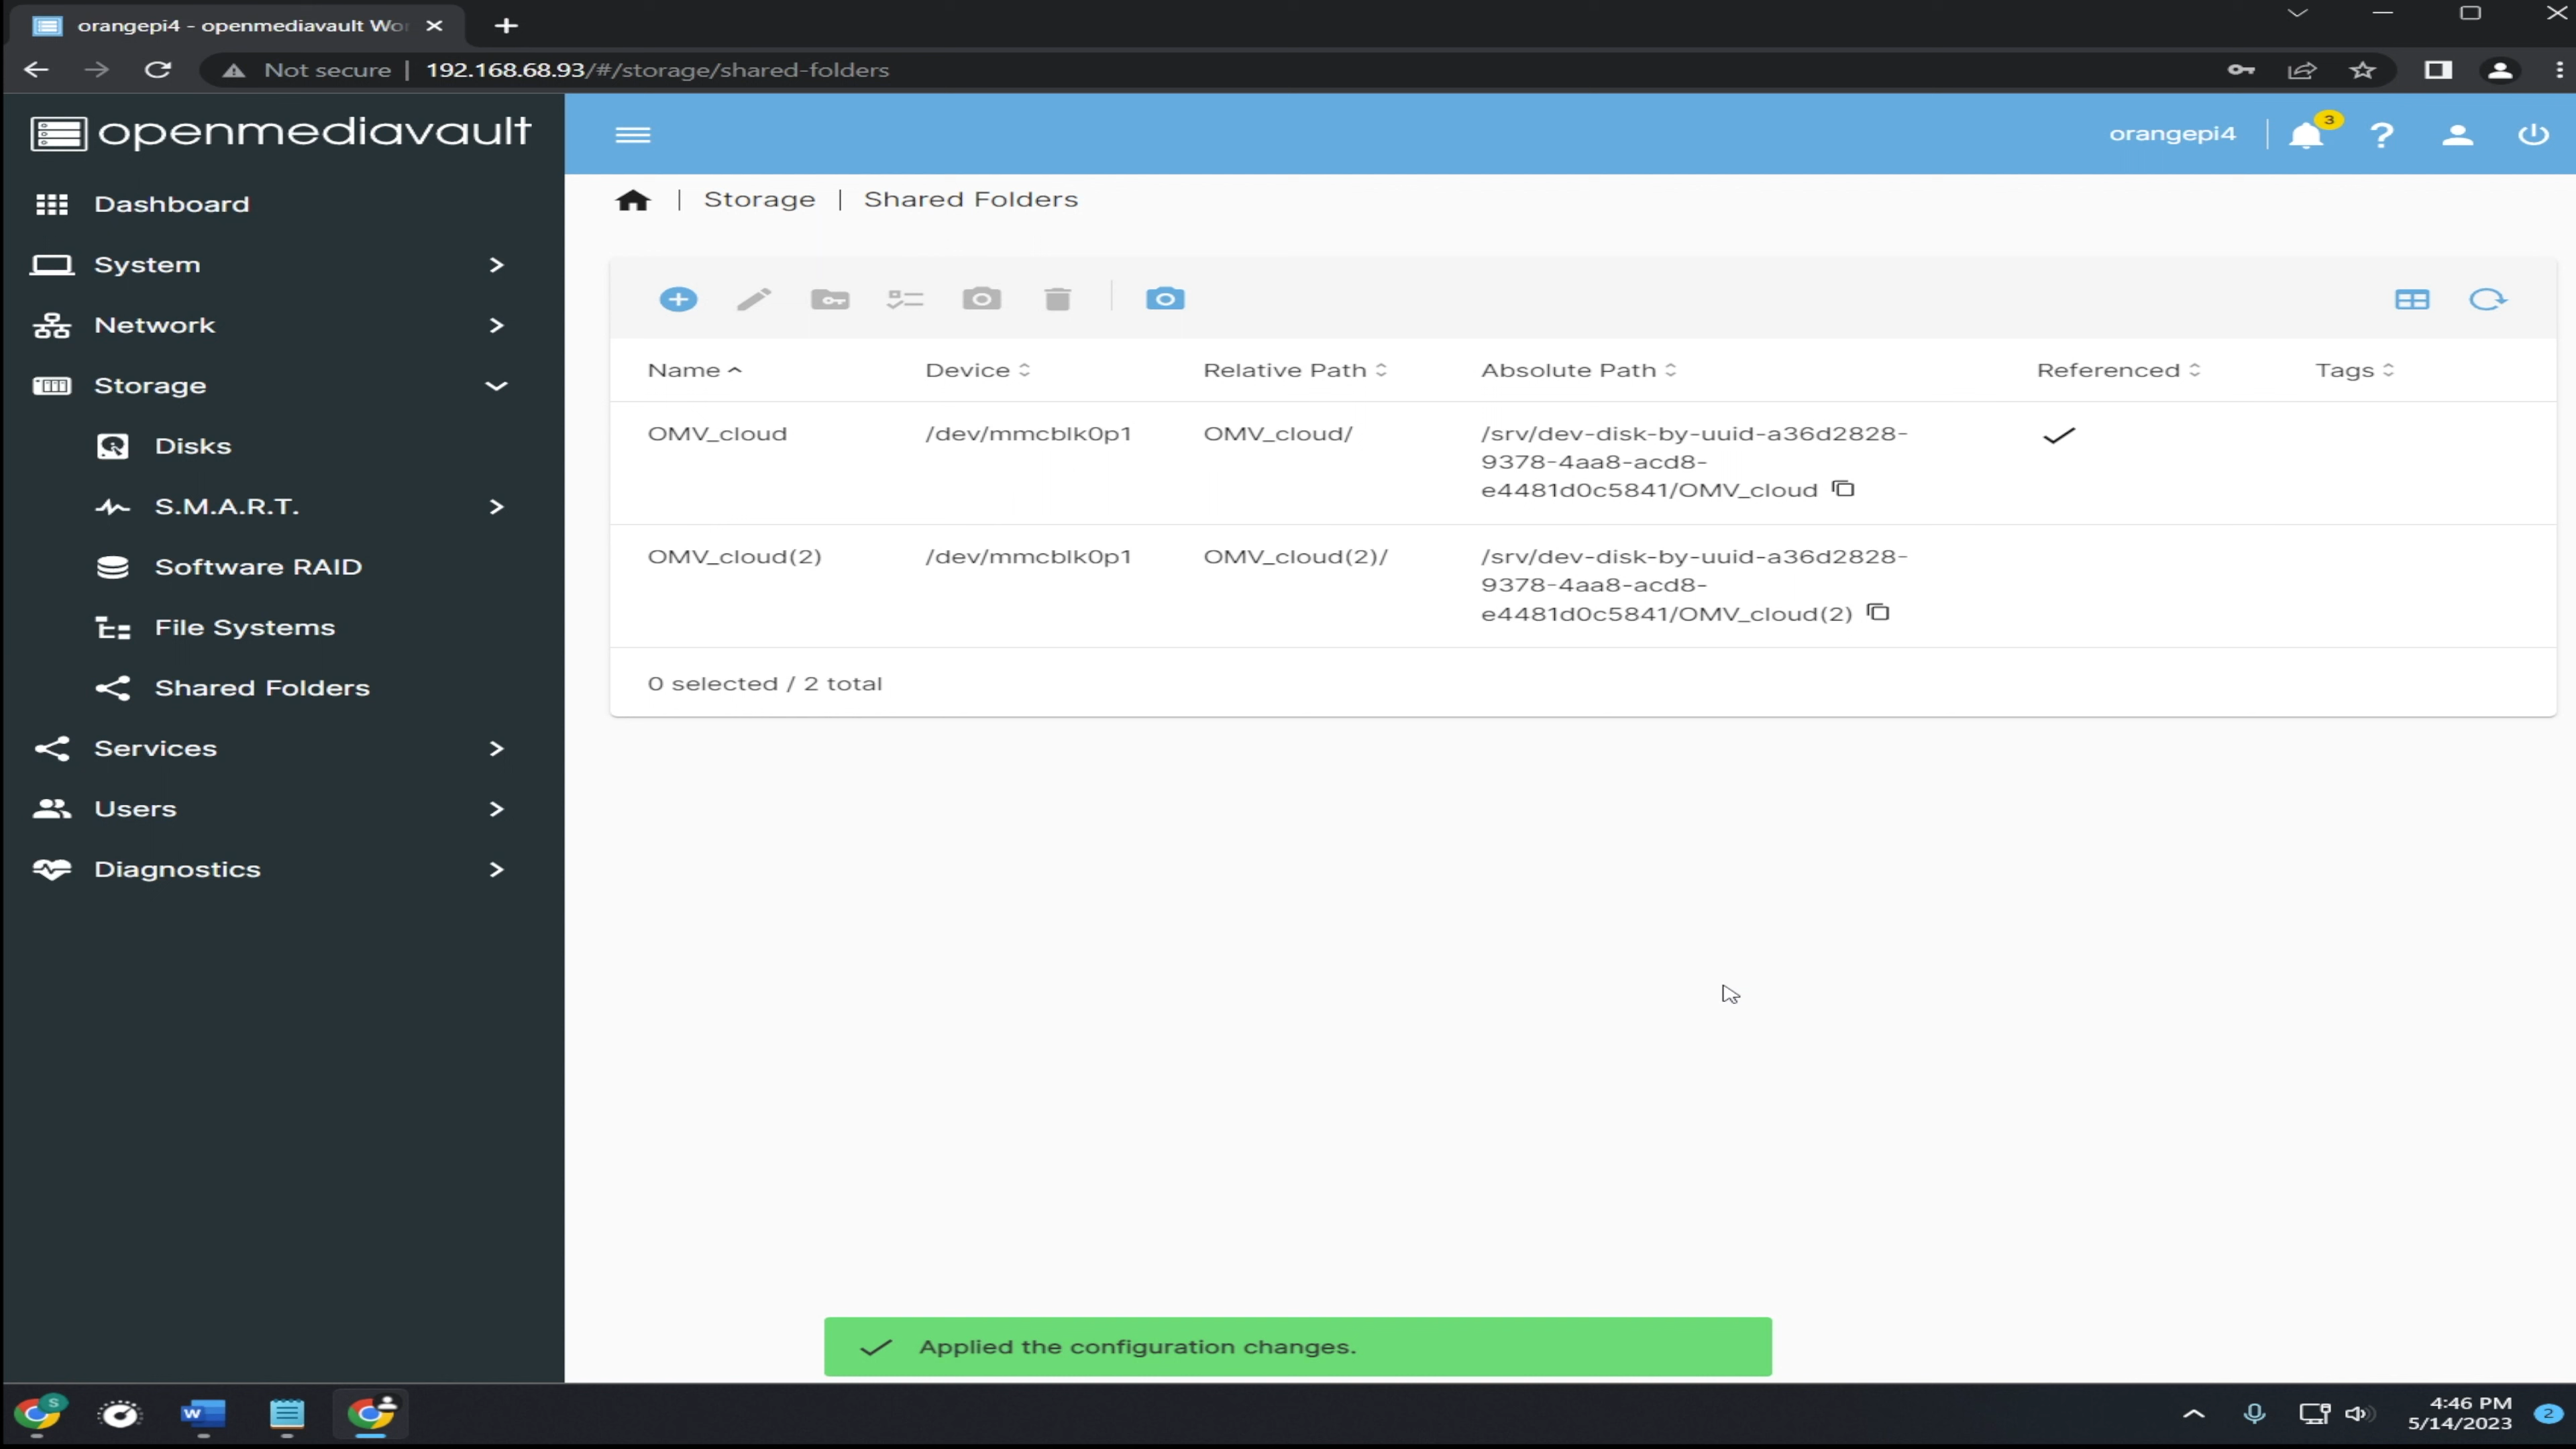 orangepi4 - openmediavault Wor
Not secure | 192.168.68.93/#/storage/shared-folders
openmediavault
orangepi4
3
?
Dashboard
System
Network
Storage
Disks
S.M.A.R.T.
Software RAID
File Systems
Shared Folders
Services
Users
Diagnostics
| Storage | Shared Folders
Name Device Relative Path Absolute Path Referenced Tags
OMV_cloud /dev/mmcblk0p1 OMV_cloud/ /srv/dev-disk-by-uuid-a36d2828-
9378-4aa8-acd8-
e4481d0c5841/OMV_cloud
OMV_cloud(2) /dev/mmcblk0p1 OMV_cloud(2)/ /srv/dev-disk-by-uuid-a36d2828-
9378-4aa8-acd8-
e4481d0c5841/OMV_cloud(2)
0 selected / 2 total
Applied the configuration changes.
S
W
4:46 PM
5/14/2023
2